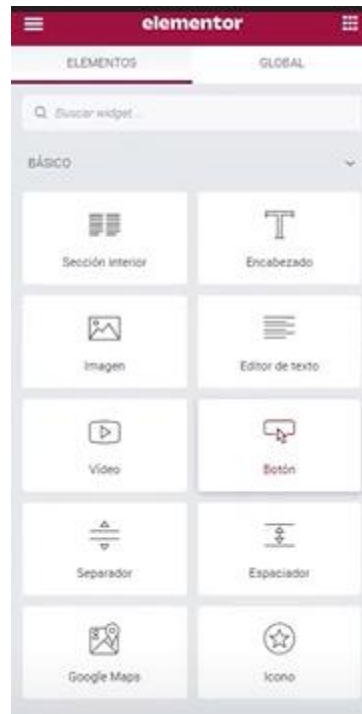 elementor
ELEMENTOS GLOBAL
Buscar widget...
BÁSICO
Sección interior Encabezado
Imagen Editor de texto
Vídeo Botón
Separador Espaciador
Google Maps Icono